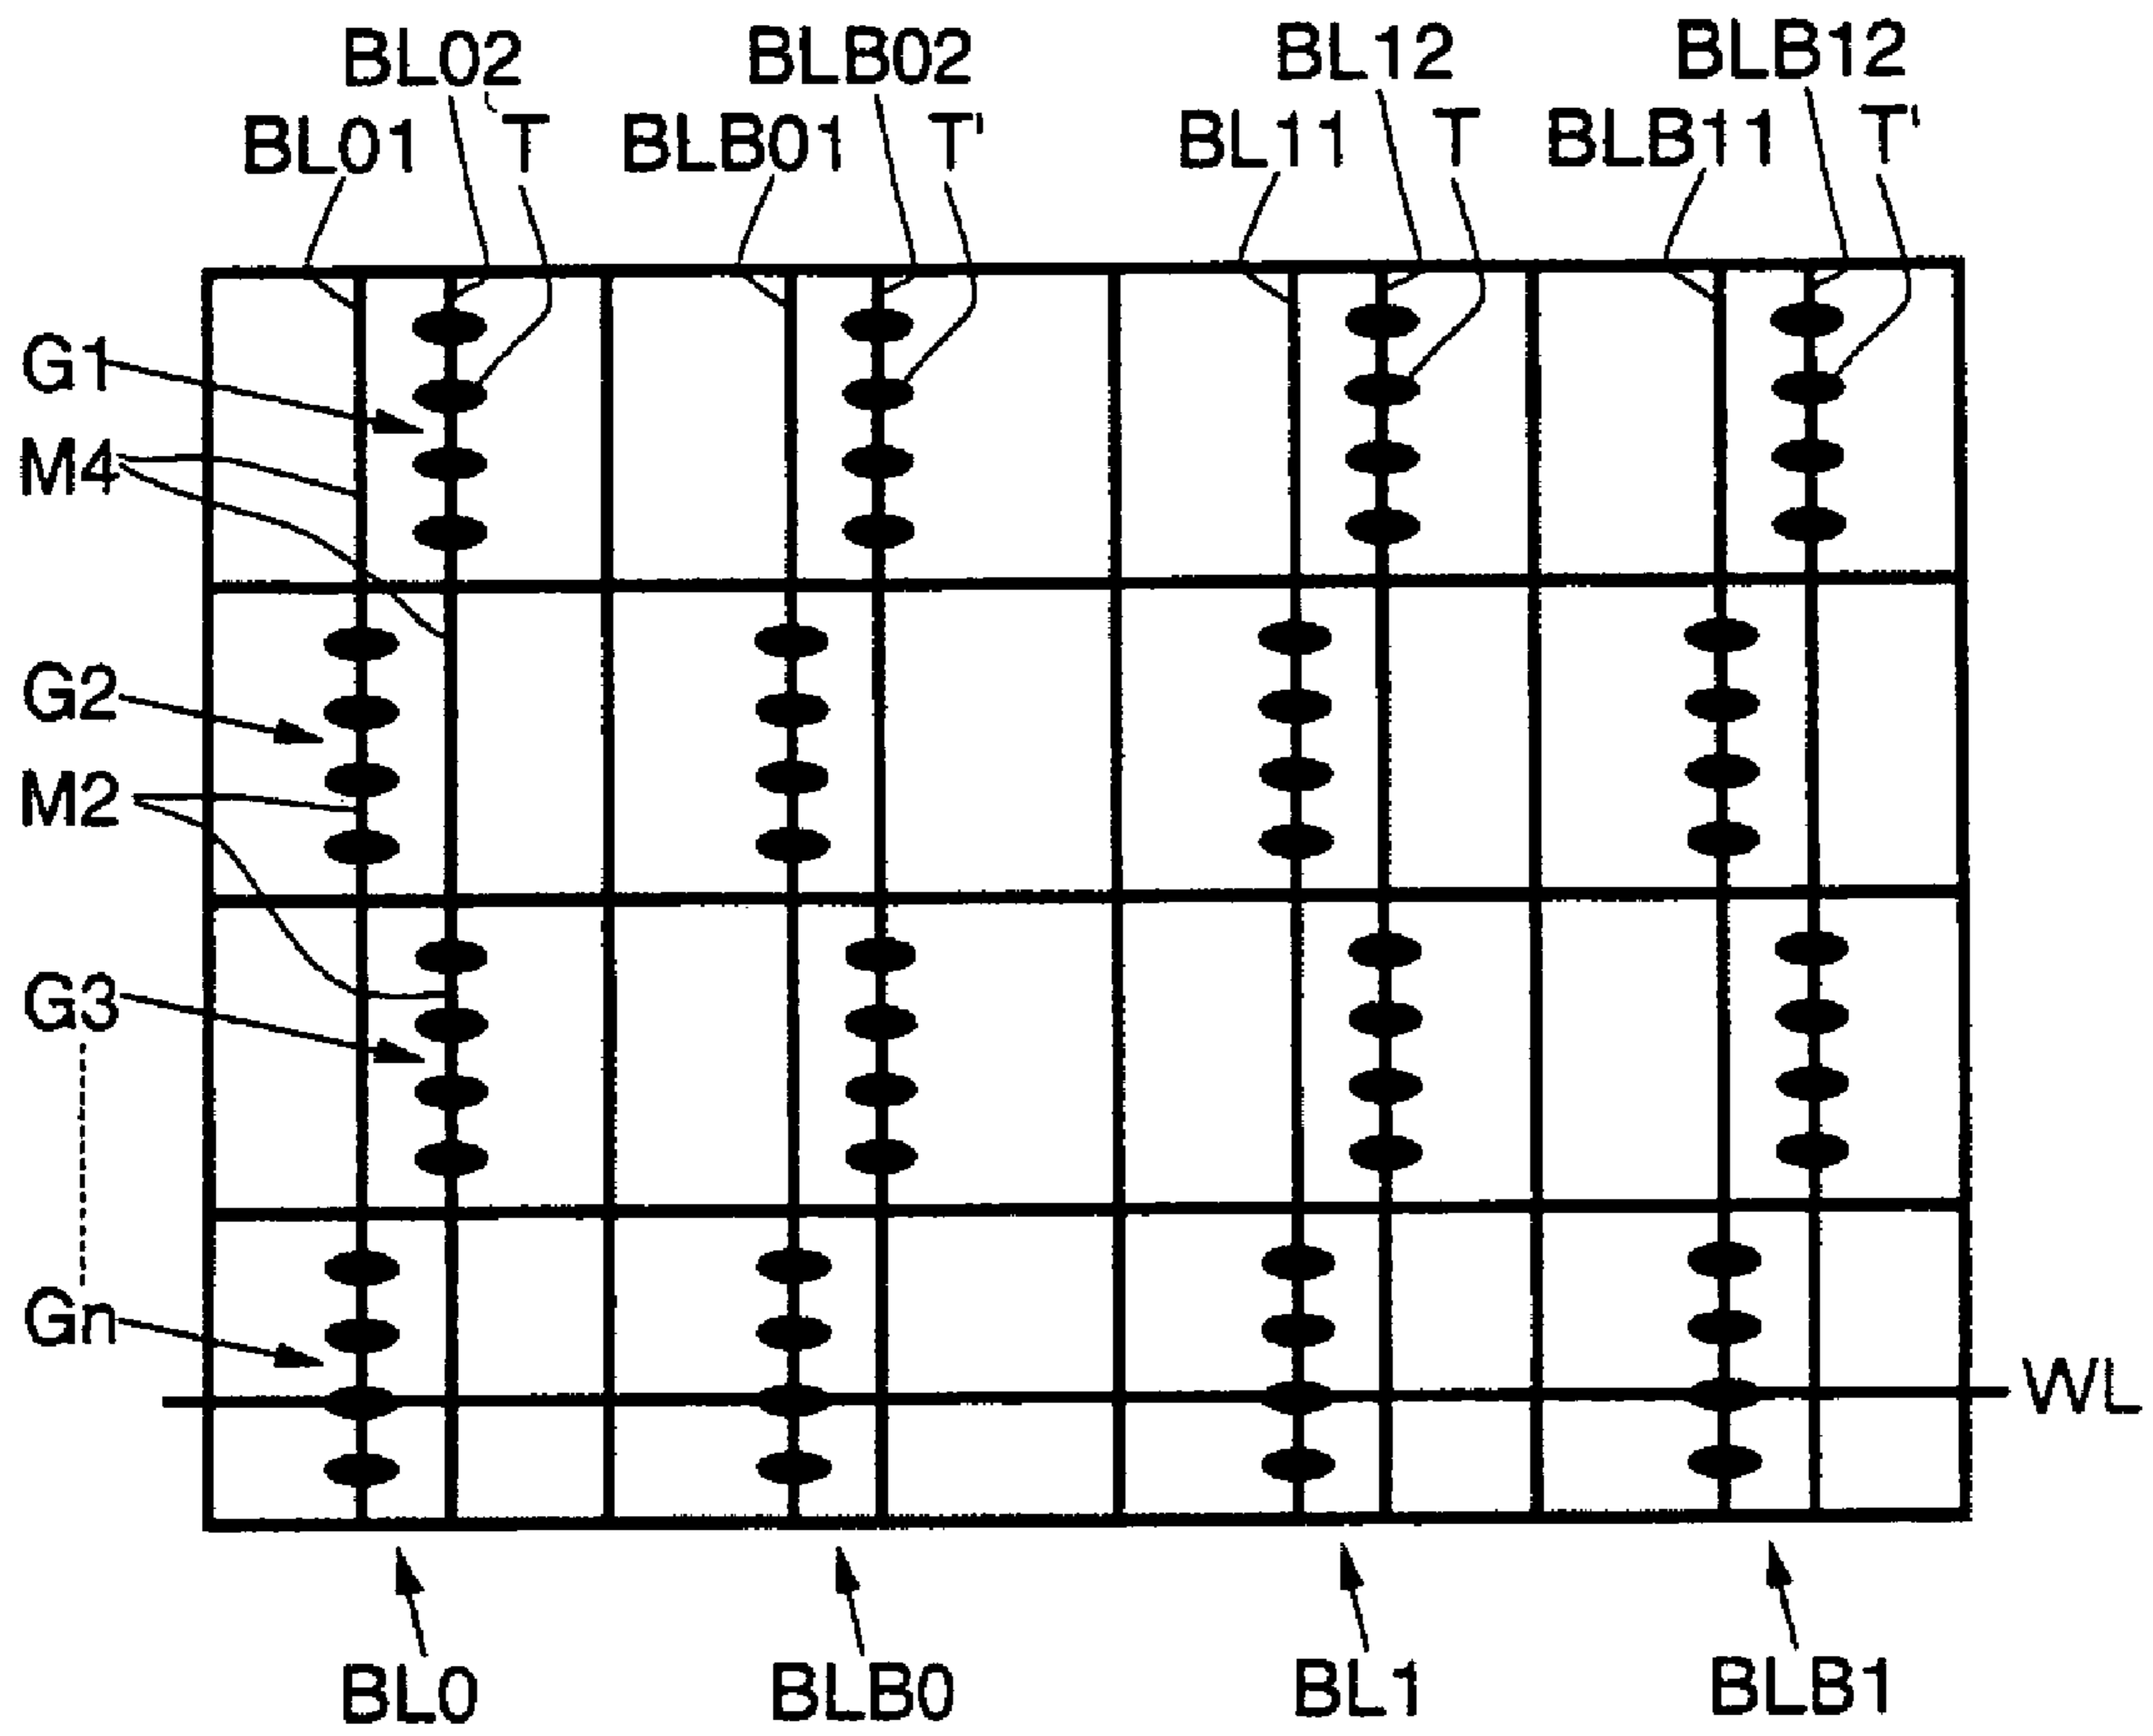 BL02 BLB02 BL12 BLB12
BL01 T BLB01 T' BL11 T BLB11 T'
G1
M4
G2
M2
G3
Gn
WL
BL0 BLB0 BL1 BLB1